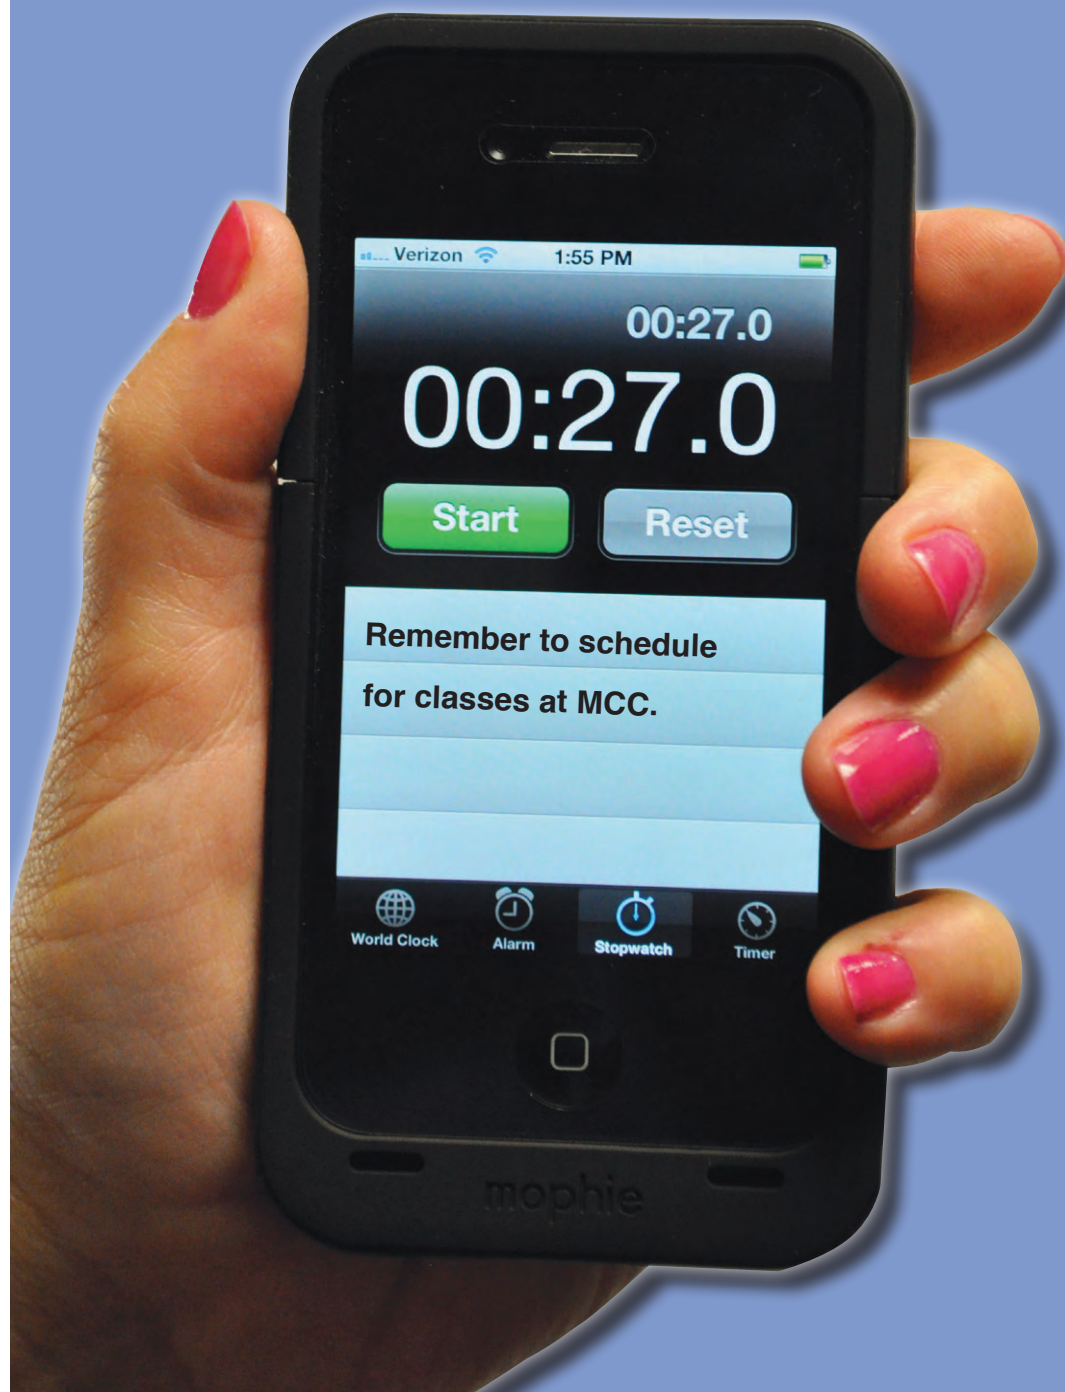 Verizon 1:55 PM
00:27.0
00:27.0
Start Reset
Remember to schedule
for classes at MCC.
World Clock Alarm Stopwatch Timer
mophie